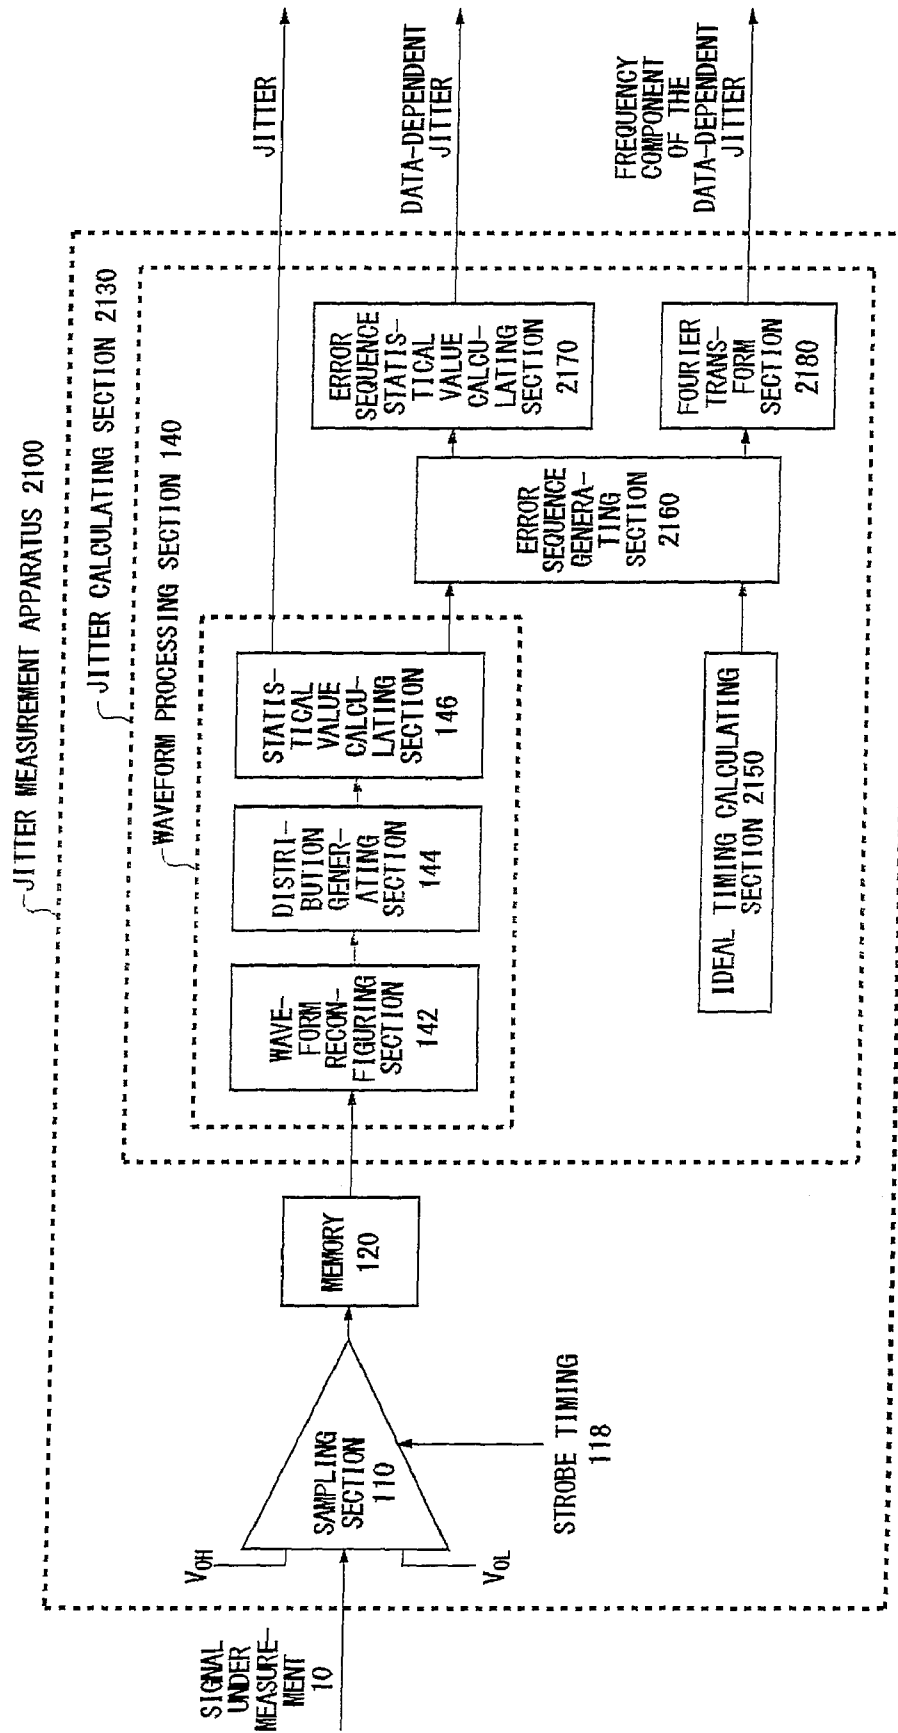 JITTER MEASUREMENT APPARATUS 2100
JITTER CALCULATING SECTION 2130
WAVEFORM PROCESSING SECTION 140
SIGNAL
UNDER
MEASURE-
MENT
10
VOH
VOL
SAMPLING
SECTION
110
STROBE TIMING
118
MEMORY
120
WAVE-
FORM
RECON-
FIGURING
SECTION
142
DISTRI-
BUTION
GENER-
ATING
SECTION
144
STATIS-
TICAL
VALUE
CALCU-
LATING
SECTION
146
IDEAL TIMING CALCULATING
SECTION 2150
ERROR
SEQUENCE
GENERA-
TING
SECTION
2160
ERROR
SEQUENCE
STATIS-
TICAL
VALUE
CALCU-
LATING
SECTION
2170
FOURIER
TRANS-
FORM
SECTION
2180
JITTER
DATA-DEPENDENT
JITTER
FREQUENCY
COMPONENT
OF THE
DATA-DEPENDENT
JITTER